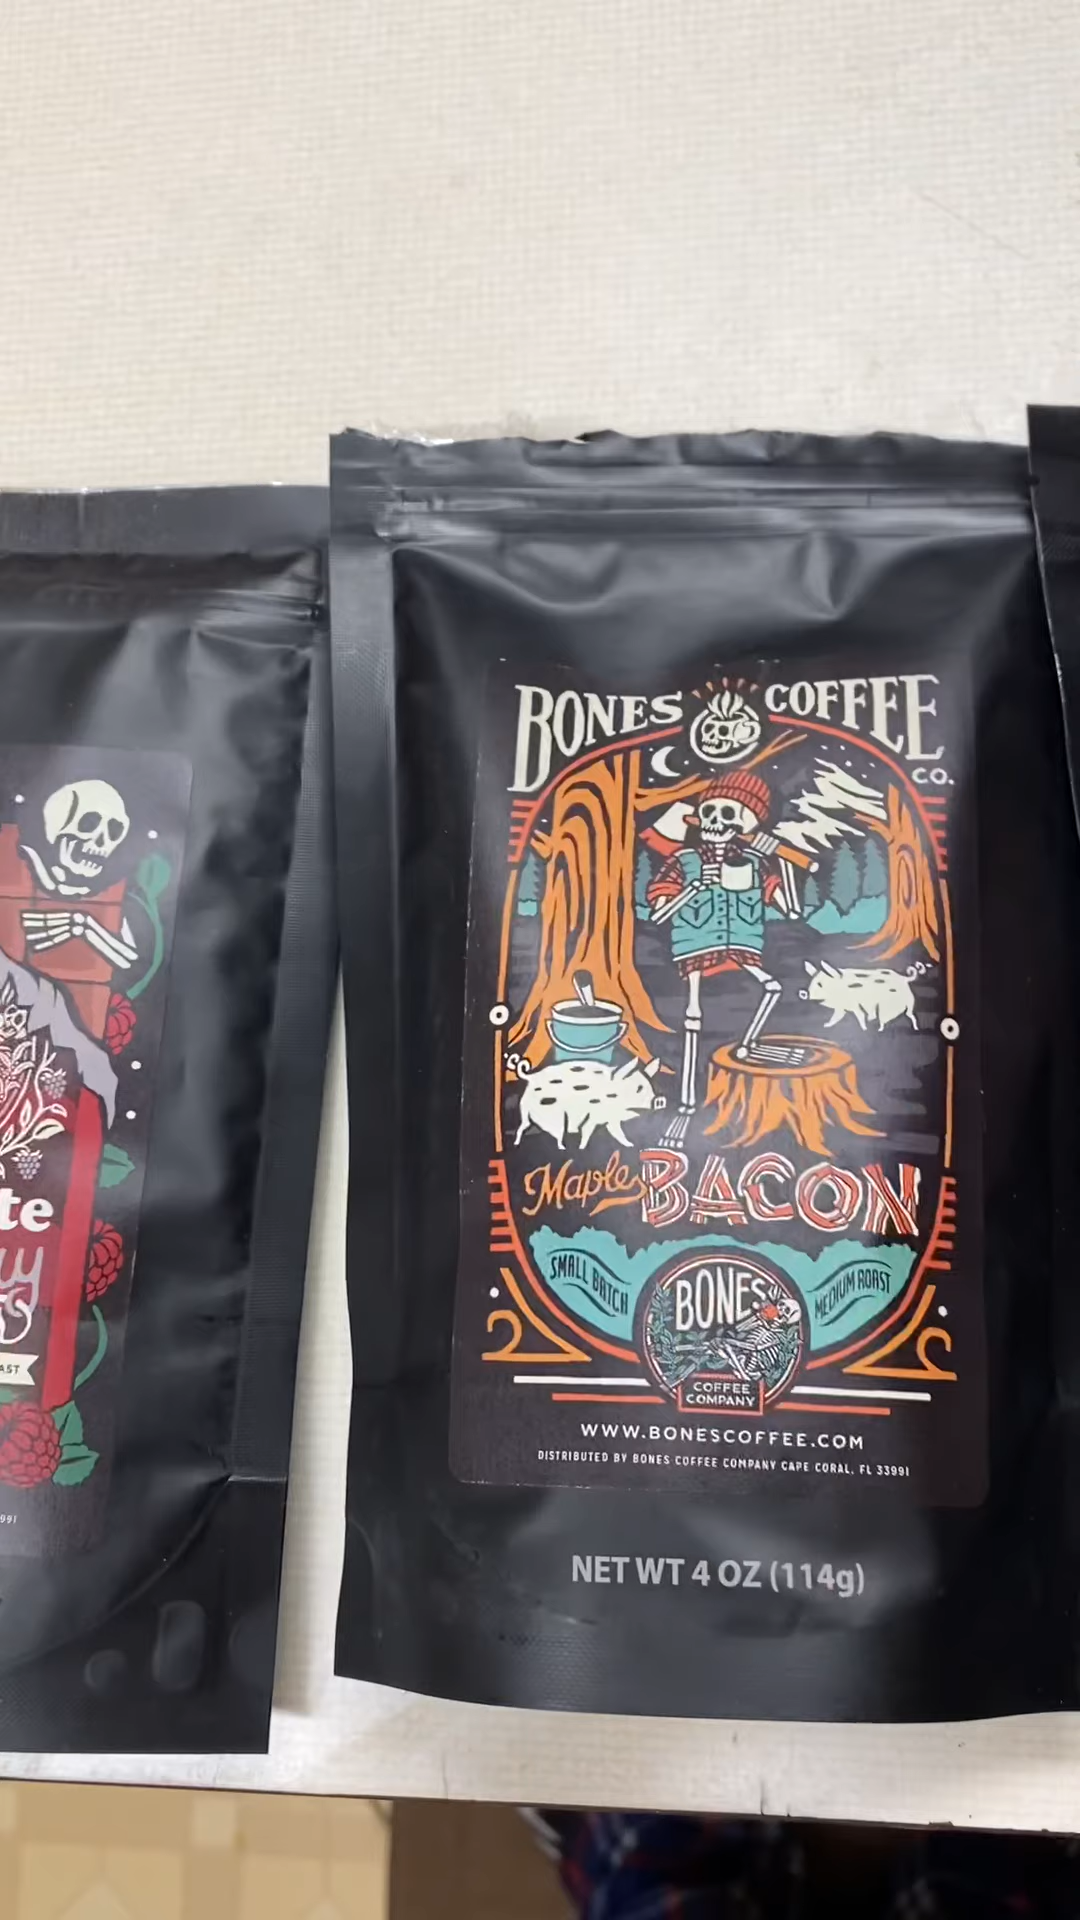 BONES COFFEE
CO.
Maple BACON
SMALL BATCH
MEDIUM ROAST
BONES
COFFEE
COMPANY
WWW.BONESCOFFEE.COM
DISTRIBUTED BY BONES COFFEE COMPANY CAPE CORAL, FL 33991
NET WT 4 OZ (114g)